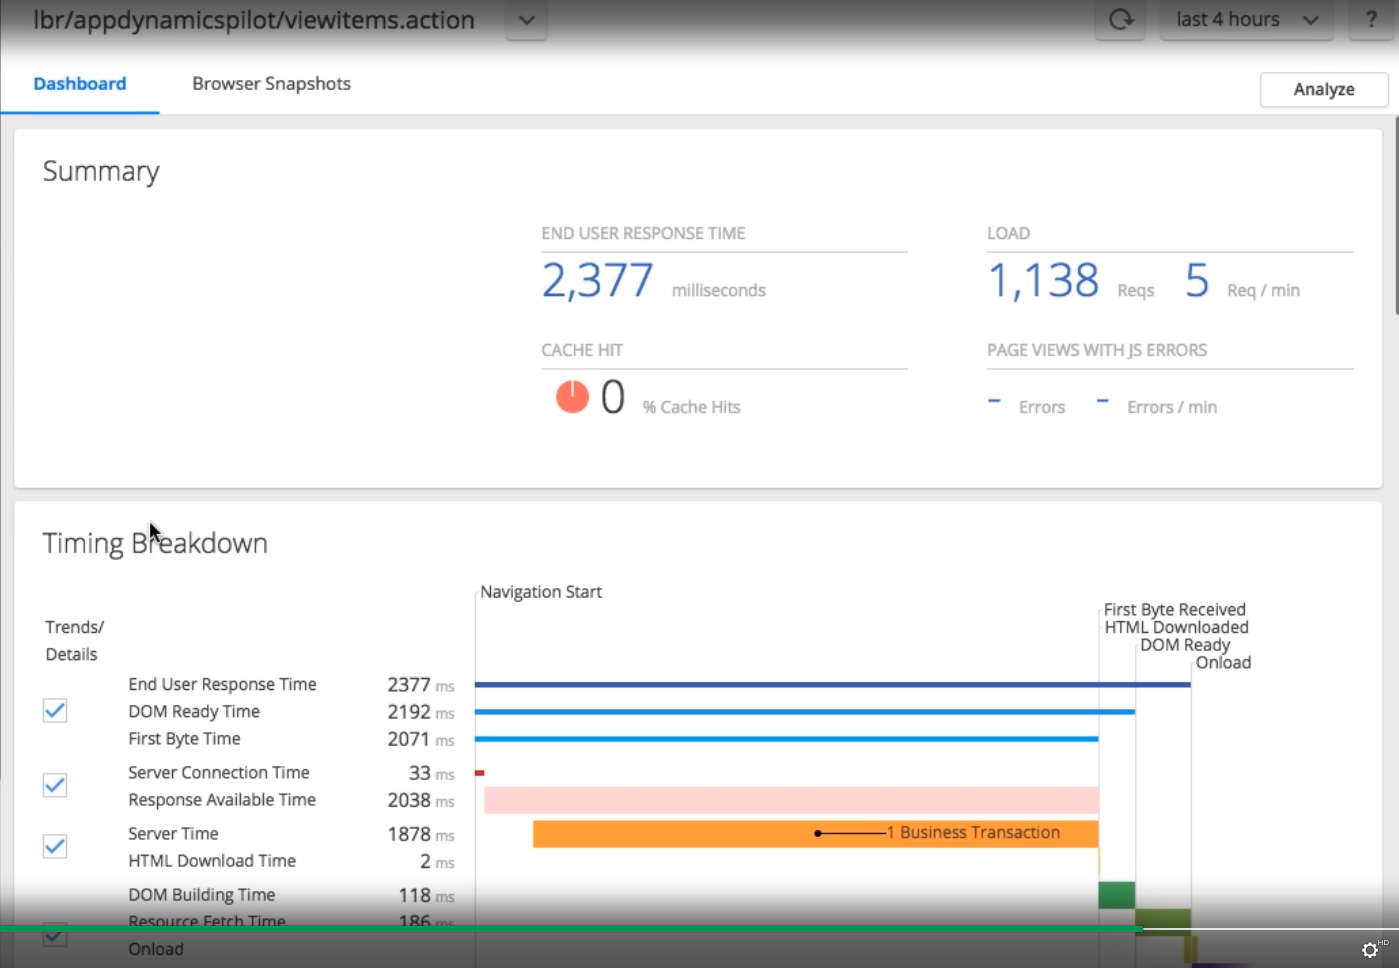 lbr/appdynamicspilot/viewitems.action
last 4 hours
?
Dashboard
Browser Snapshots
Analyze
Summary
END USER RESPONSE TIME
2,377 milliseconds
LOAD
1,138 Reqs 5 Req / min
CACHE HIT
0 % Cache Hits
PAGE VIEWS WITH JS ERRORS
- Errors - Errors / min
Timing Breakdown
Navigation Start
First Byte Received
HTML Downloaded
DOM Ready
Onload
Trends/
Details
End User Response Time 2377 ms
DOM Ready Time 2192 ms
First Byte Time 2071 ms
Server Connection Time 33 ms
Response Available Time 2038 ms
Server Time 1878 ms
1 Business Transaction
HTML Download Time 2 ms
DOM Building Time 118 ms
Resource Fetch Time 186 ms
Onload
HD